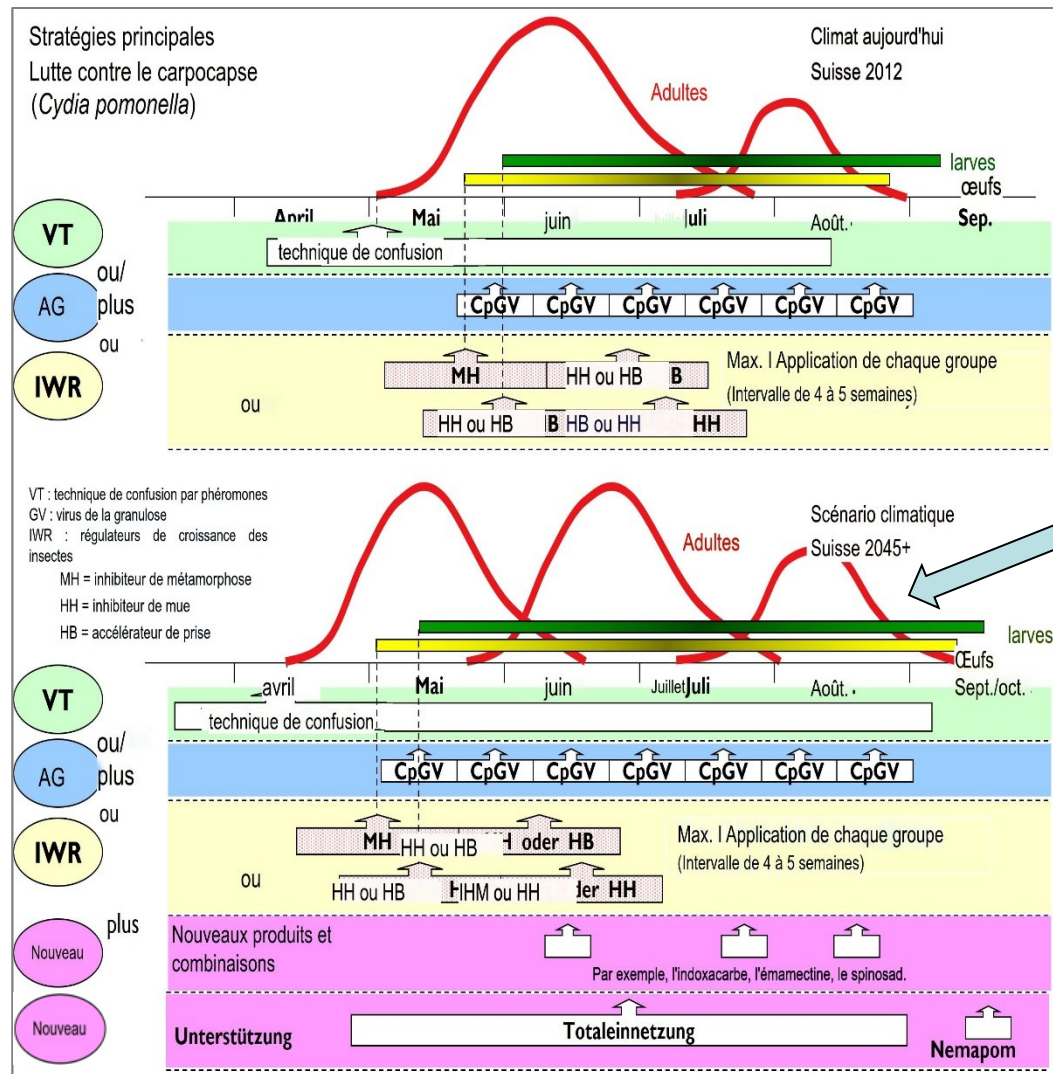 Stratégies principales
Lutte contre le carpocapse
(Cydia pomonella)
Climat aujourd'hui
Suisse 2012
Adultes
larves
œufs
April Mai juin Juli Août. Sep.
VT
technique de confusion
ou/
plus
AG
CpGV CpGV CpGV CpGV CpGV CpGV
ou
IWR
MH HH ou HB B
ou
HH ou HB B HB ou HH HH
Max. I Application de chaque groupe
(Intervalle de 4 à 5 semaines)
VT : technique de confusion par phéromones
GV : virus de la granulose
IWR : régulateurs de croissance des
insectes
MH = inhibiteur de métamorphose
HH = inhibiteur de mue
HB = accélérateur de prise
Scénario climatique
Suisse 2045+
Adultes
larves
Œufs
avril Mai juin Juillet Juli Août. Sept./oct.
VT
technique de confusion
ou/
plus
AG
CpGV CpGV CpGV CpGV CpGV CpGV CpGV
ou
IWR
MH HH ou HB H oder HB
ou
HH ou HB IHM ou HH der HH
Max. I Application de chaque groupe
(Intervalle de 4 à 5 semaines)
plus
Nouveau
Nouveaux produits et
combinaisons
Par exemple, l'indoxacarbe, l'émamectine, le spinosad.
Nouveau
Unterstützung
Totaleinnetzung
Nemapom